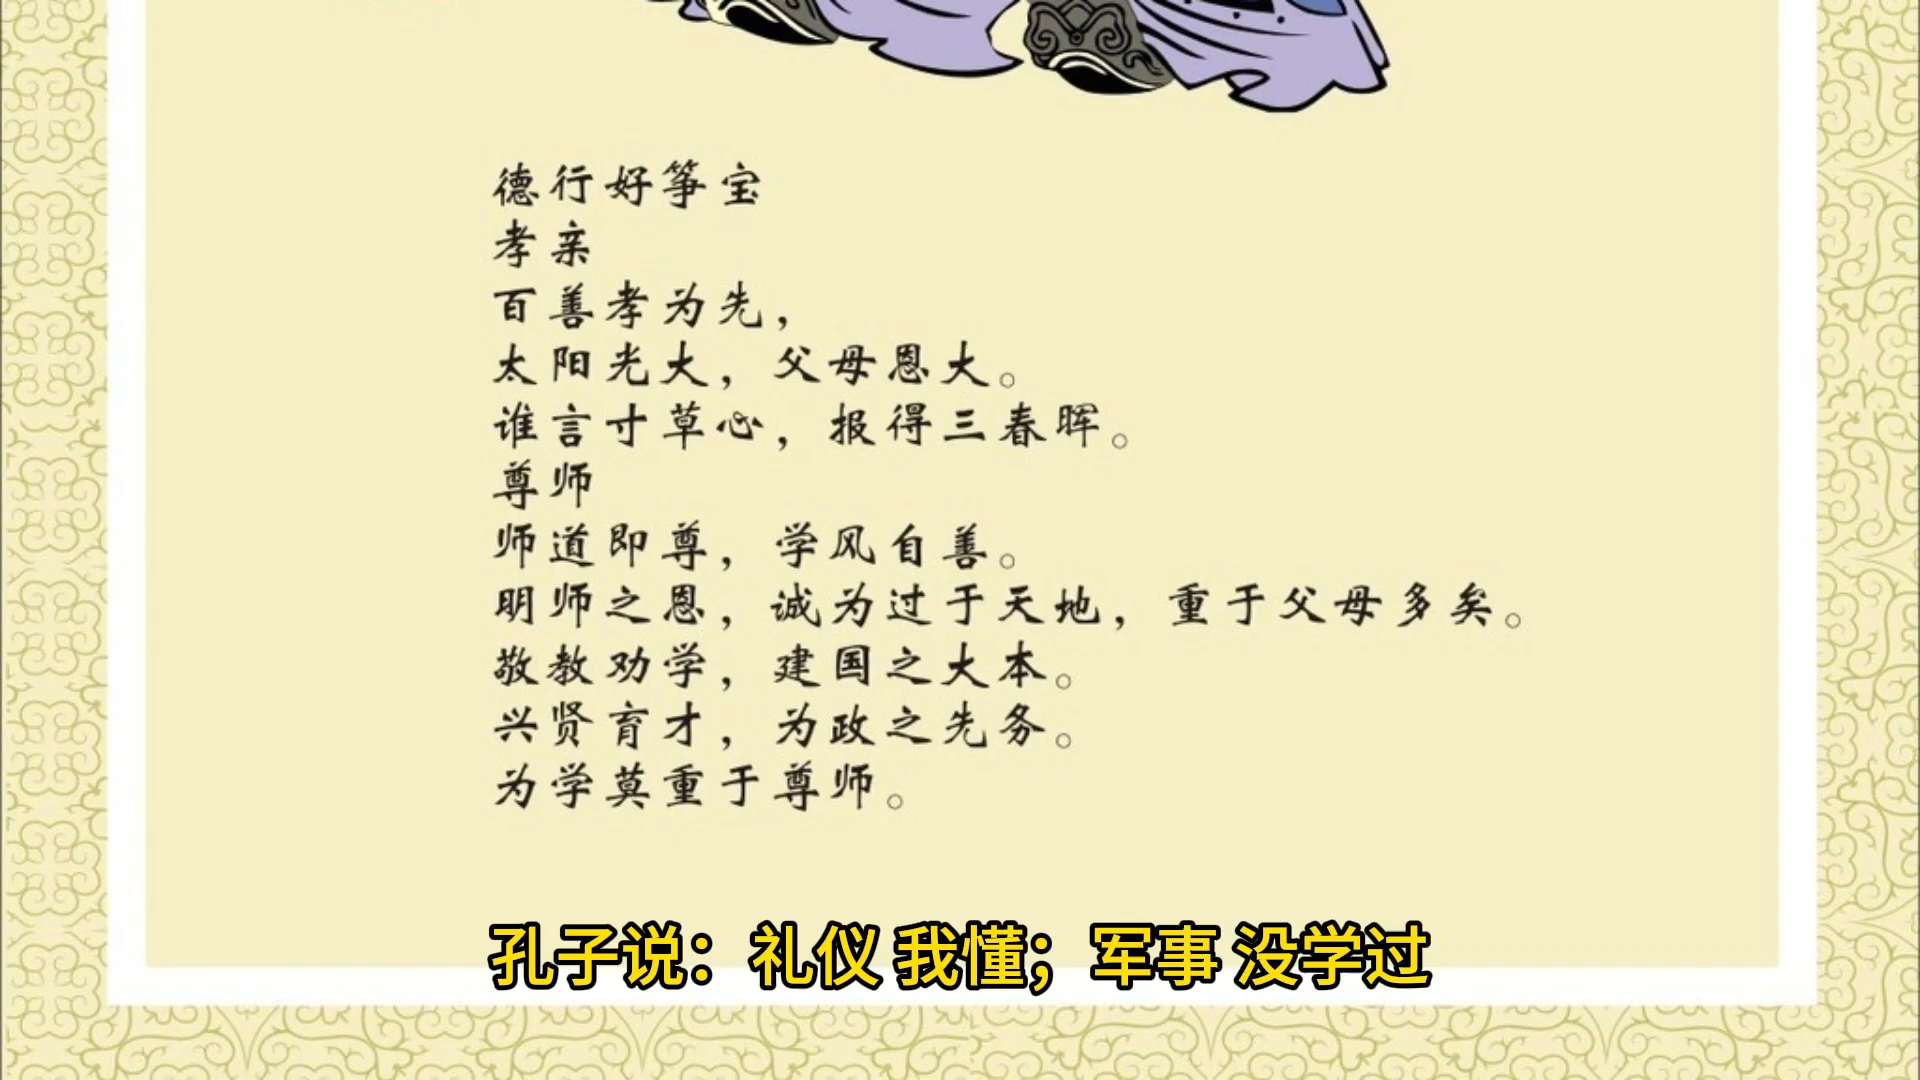 德行好筝宝
孝亲
百善孝为先，
太阳光大，父母恩大。
谁言寸草心，报得三春晖。
尊师
师道即尊，学风自善。
明师之恩，诚为过于天地，重于父母多矣。
敬教劝学，建国之大本。
兴贤育才，为政之先务。
为学莫重于尊师。
孔子说：礼仪 我懂；军事 没学过